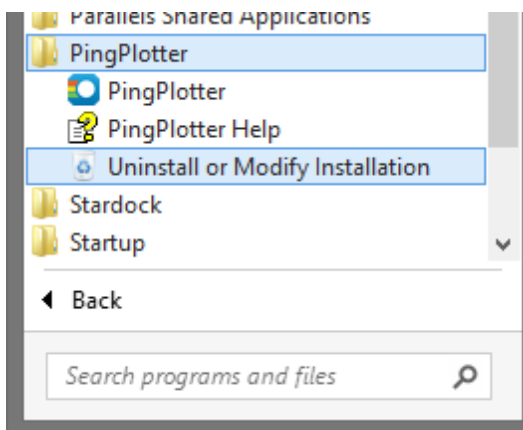 Parallels Shared Applications
PingPlotter
PingPlotter
PingPlotter Help
Uninstall or Modify Installation
Stardock
Startup
Back
Search programs and files